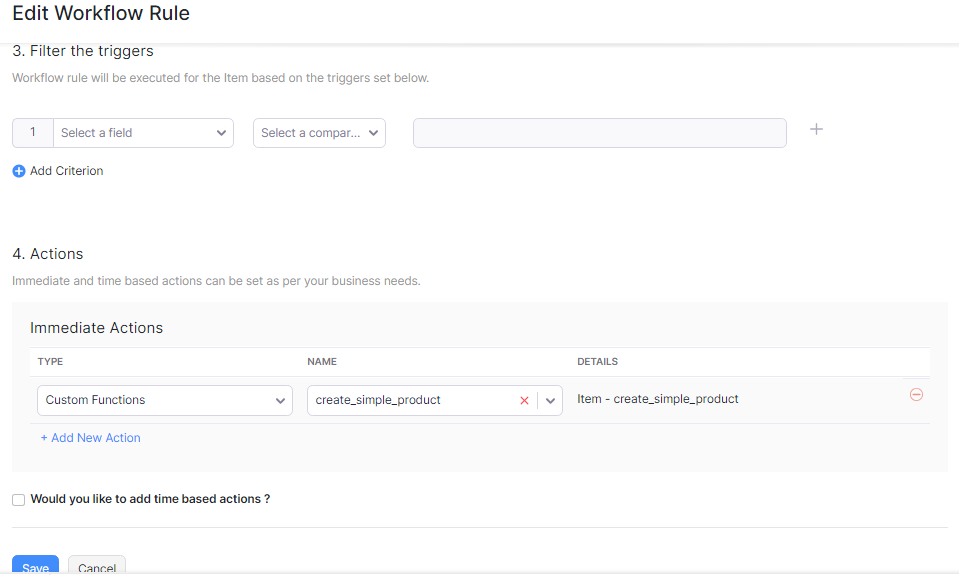 Edit Workflow Rule
3. Filter the triggers
Workflow rule will be executed for the Item based on the triggers set below.
1 Select a field Select a compar...
Add Criterion
4. Actions
Immediate and time based actions can be set as per your business needs.
Immediate Actions
TYPE NAME DETAILS
Custom Functions create_simple_product Item - create_simple_product
+ Add New Action
Would you like to add time based actions ?
Save Cancel